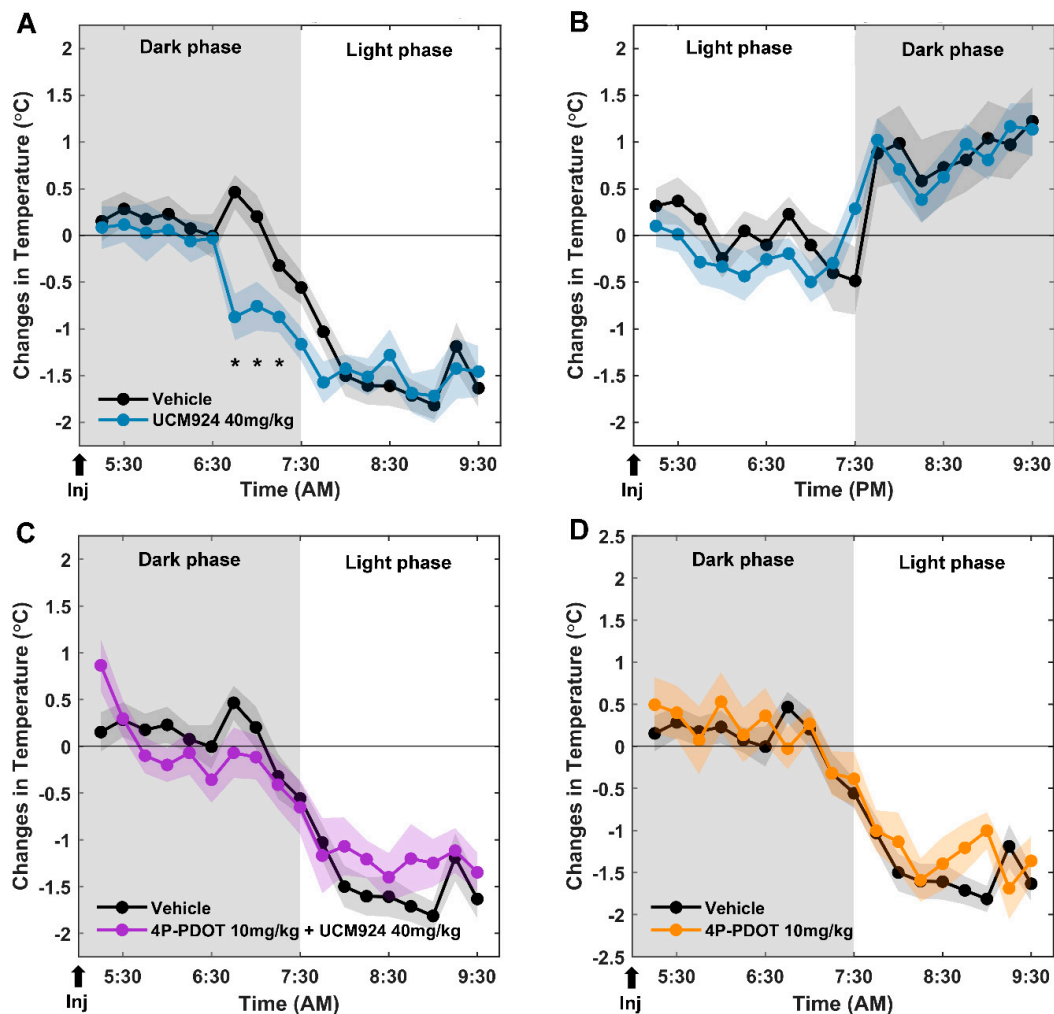 A
Dark phase
Light phase
Changes in Temperature (°C)
2
1.5
1
0.5
0
-0.5
-1
-1.5
-2
* * *
Vehicle
UCM924 40mg/kg
5:30
6:30
7:30
8:30
9:30
Inj
Time (AM)
B
Light phase
Dark phase
Changes in Temperature (°C)
2
1.5
1
0.5
0
-0.5
-1
-1.5
-2
5:30
6:30
7:30
8:30
9:30
Inj
Time (PM)
C
Dark phase
Light phase
Changes in Temperature (°C)
2
1.5
1
0.5
0
-0.5
-1
-1.5
-2
Vehicle
4P-PDOT 10mg/kg + UCM924 40mg/kg
5:30
6:30
7:30
8:30
9:30
Inj
Time (AM)
D
Dark phase
Light phase
Changes in Temperature (°C)
2.5
2
1.5
1
0.5
0
-0.5
-1
-1.5
-2
-2.5
Vehicle
4P-PDOT 10mg/kg
5:30
6:30
7:30
8:30
9:30
Inj
Time (AM)